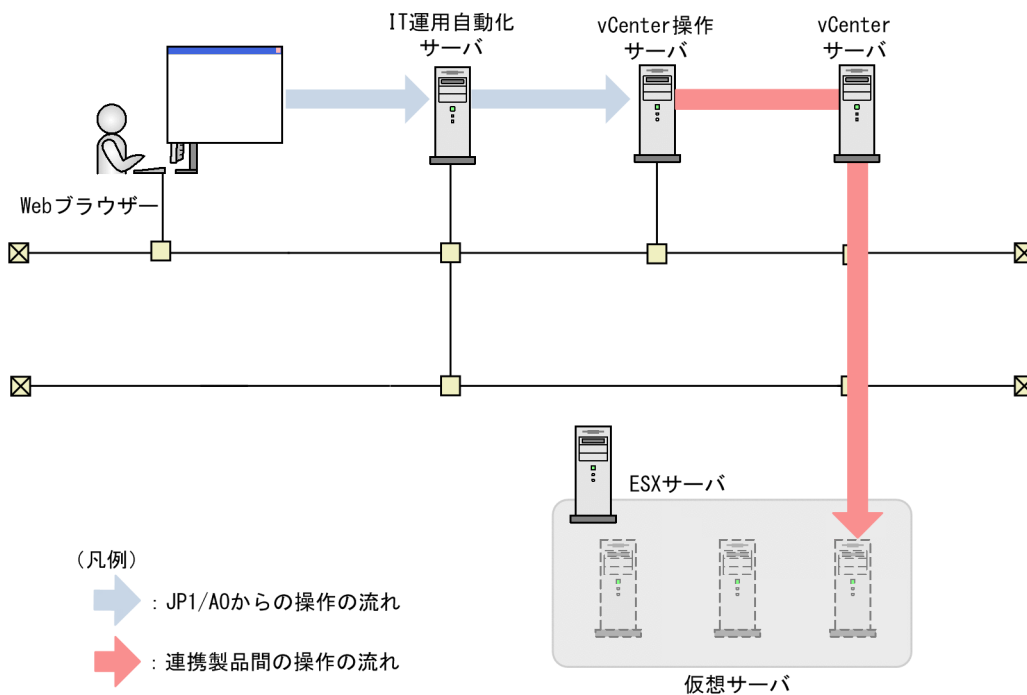 IT運用自動化
サーバ
vCenter操作
サーバ
vCenter
サーバ
Webブラウザー
ESXサーバ
(凡例)
:JP1/AOからの操作の流れ
:連携製品間の操作の流れ
仮想サーバ